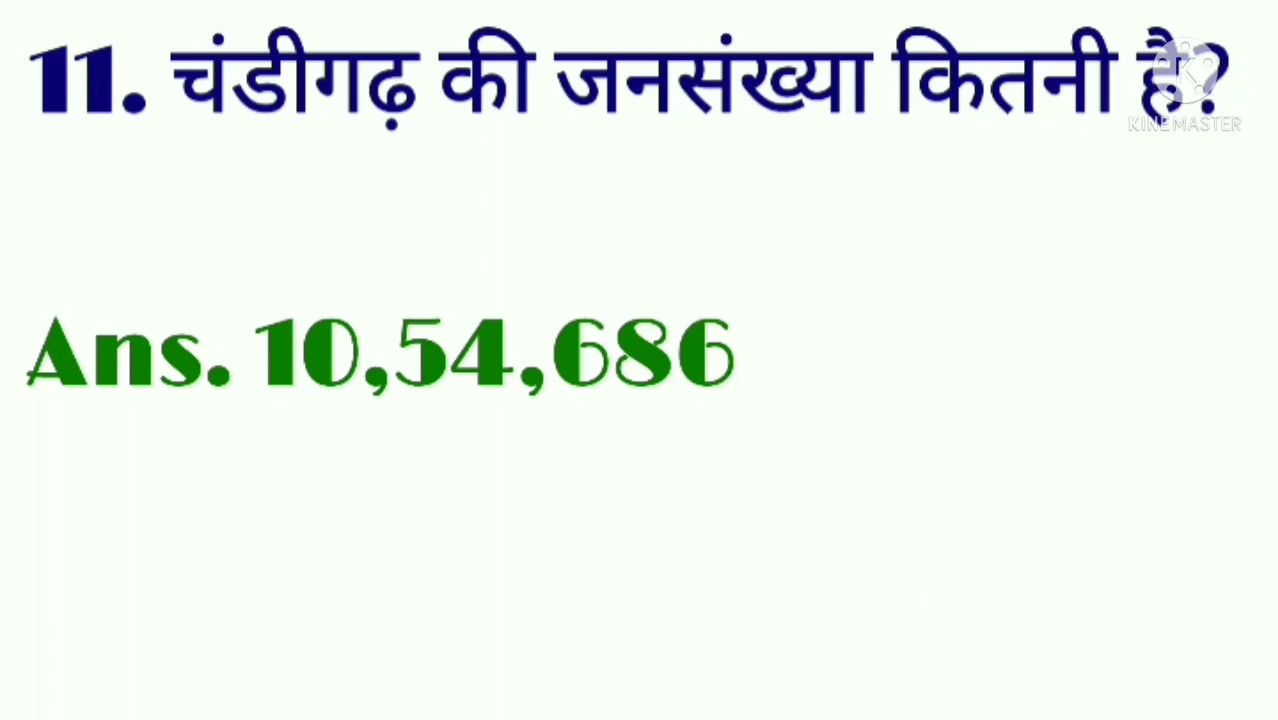 11. चंडीगढ़ की जनसंख्या कितनी है?
KINEMASTER
Ans. 10,54,686